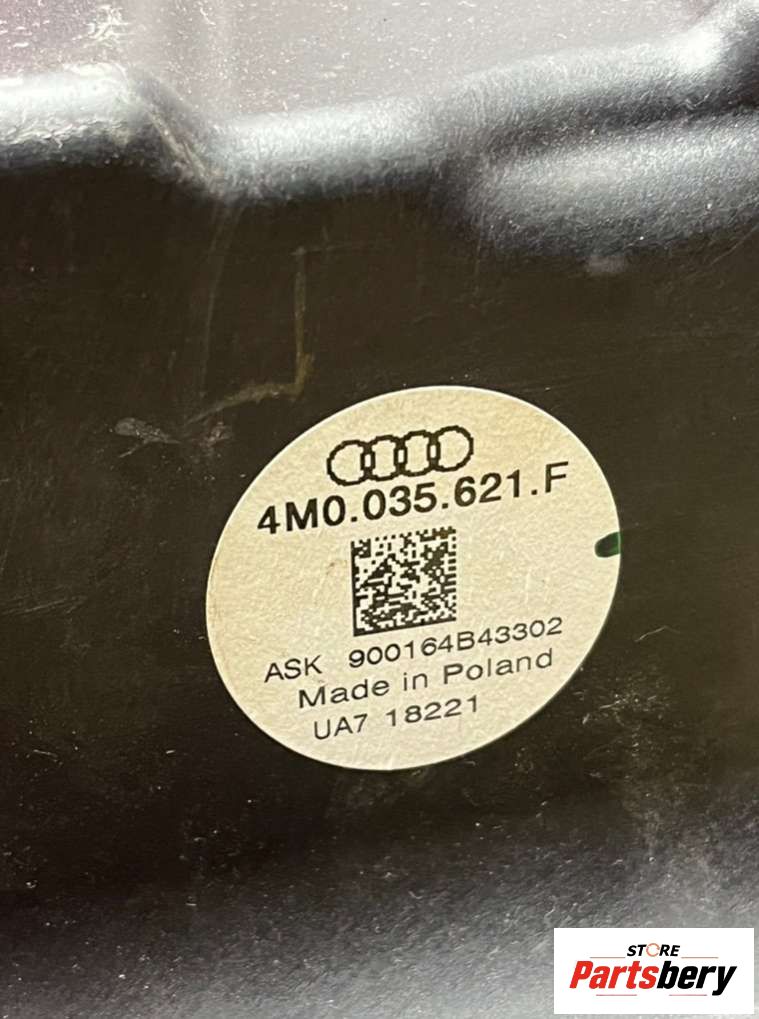 4M0.035.621.F
ASK 900164B43302
Made in Poland
UA7 18221
STORE
Partsbery